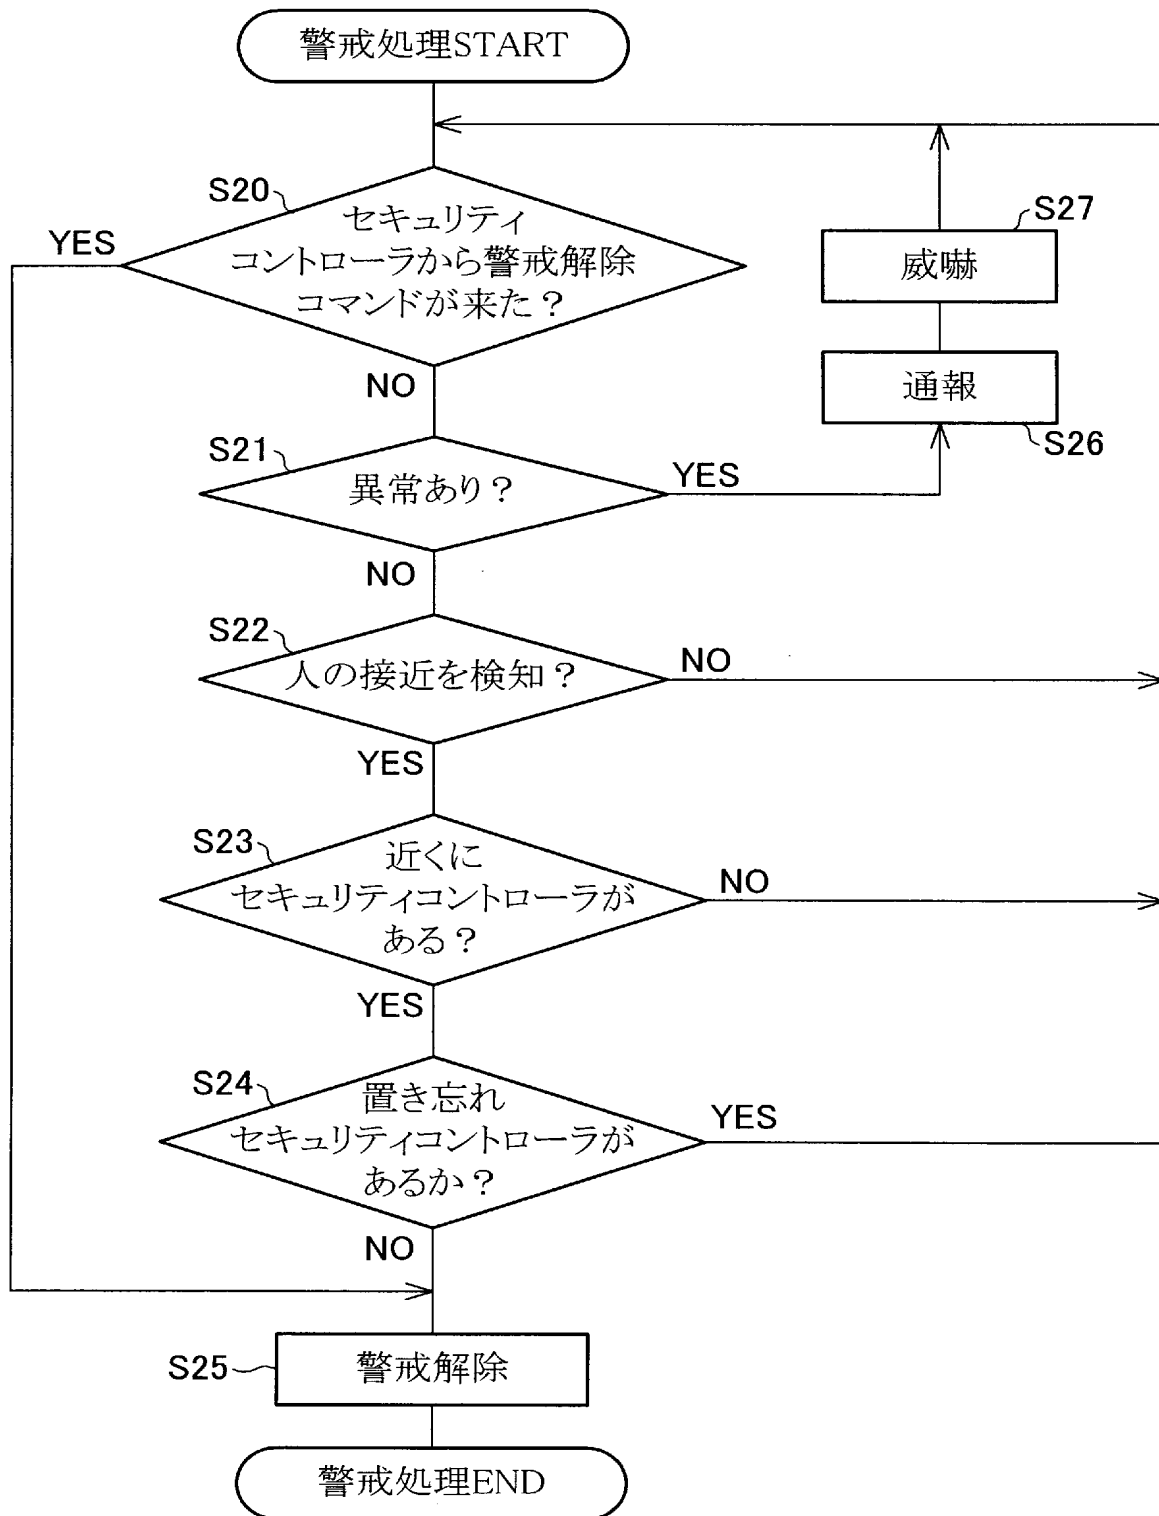 警戒処理START
S20
セキュリティ
コントローラから警戒解除
コマンドが来た？
YES
NO
S27
威嚇
通報
S26
S21
異常あり？
YES
NO
S22
人の接近を検知？
NO
YES
S23
近くに
セキュリティコントローラが
ある？
NO
YES
S24
置き忘れ
セキュリティコントローラが
あるか？
YES
NO
S25
警戒解除
警戒処理END